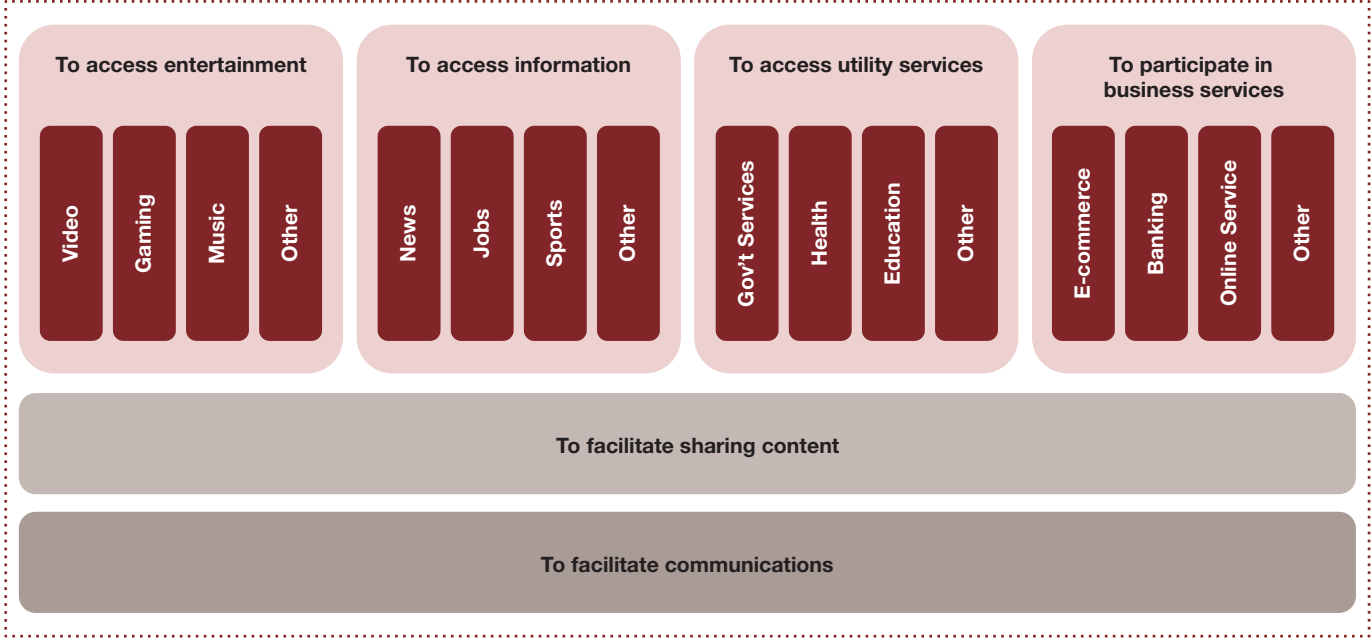 To access entertainment
Video
Gaming
Music
Other
To access information
News
Jobs
Sports
Other
To access utility services
Gov't Services
Health
Education
Other
To participate in
business services
E-commerce
Banking
Online Service
Other
To facilitate sharing content
To facilitate communications